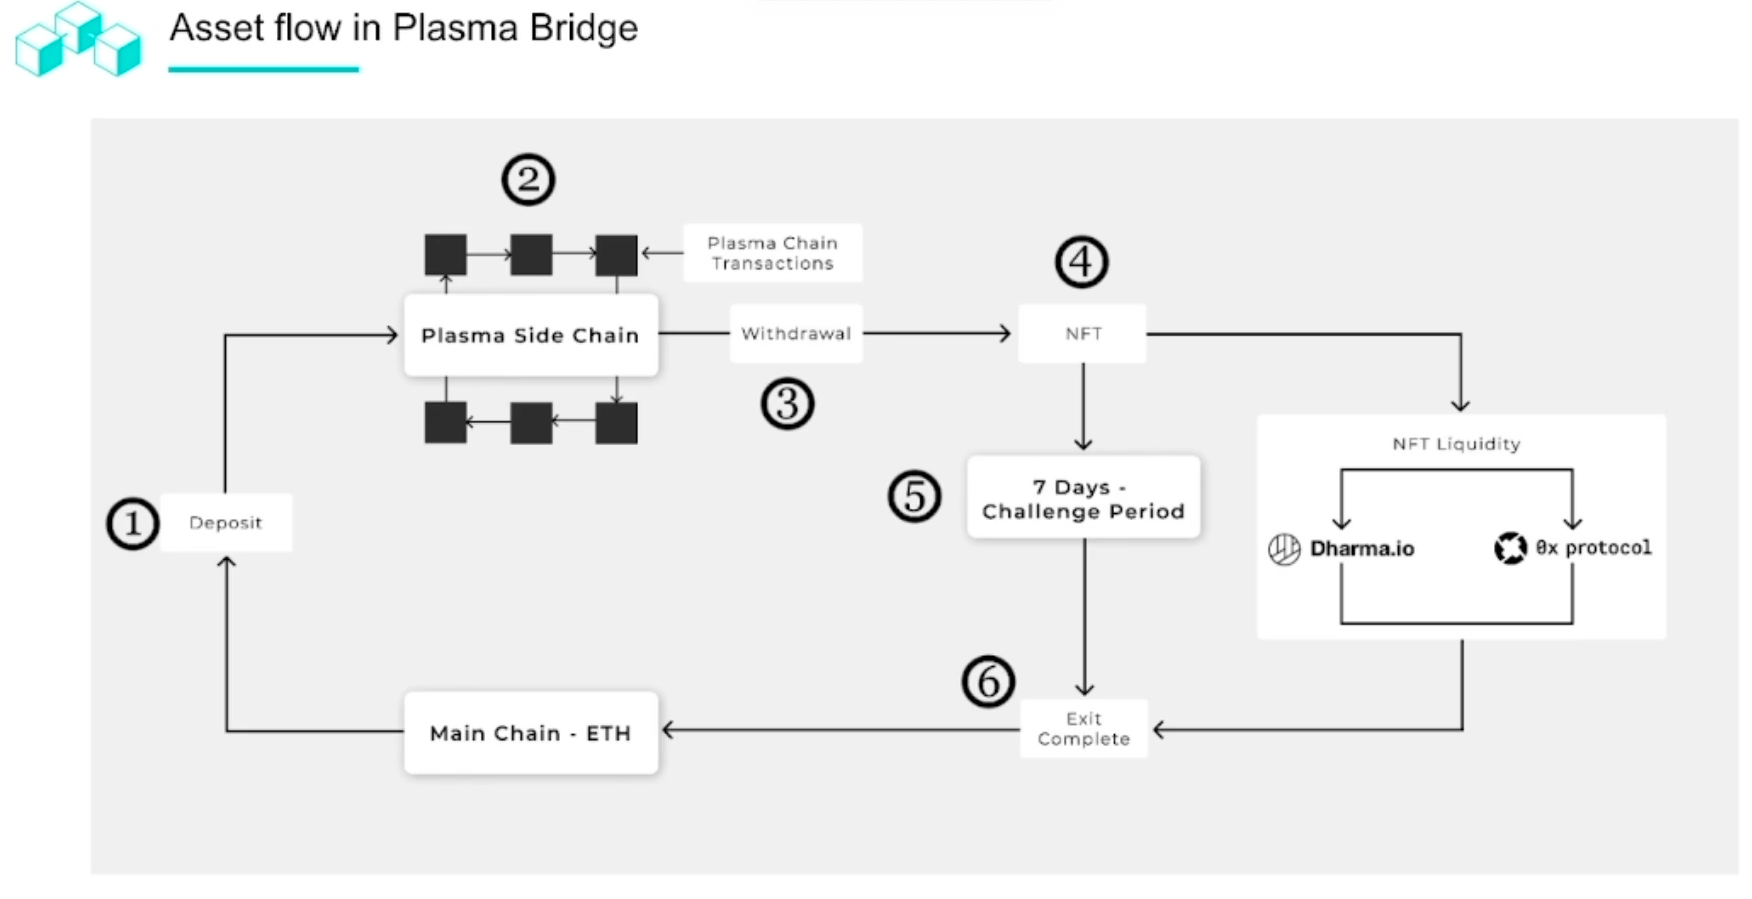 Asset flow in Plasma Bridge
2
Plasma Chain
Transactions
4
Plasma Side Chain
Withdrawal
NFT
3
NFT Liquidity
5
7 Days -
Challenge Period
1
Deposit
Dharma.io
0x protocol
6
Exit
Complete
Main Chain - ETH